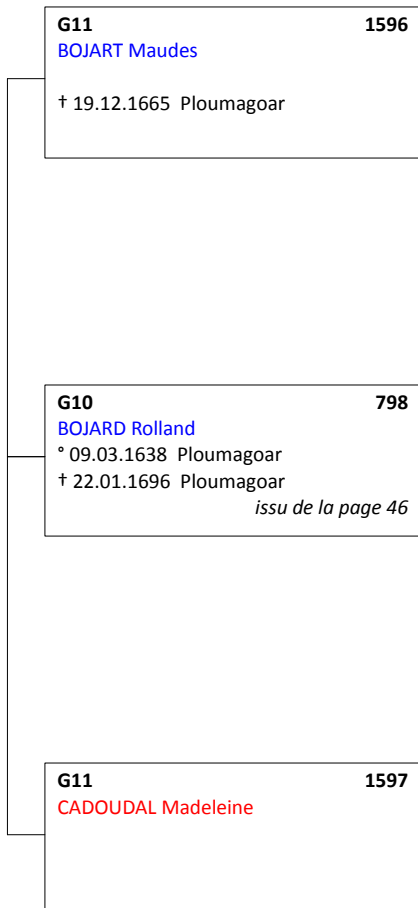 G11 1596
BOJART Maudes
† 19.12.1665 Ploumagoar
G10 798
BOJARD Rolland
° 09.03.1638 Ploumagoar
† 22.01.1696 Ploumagoar
issu de la page 46
G11 1597
CADOUDAL Madeleine